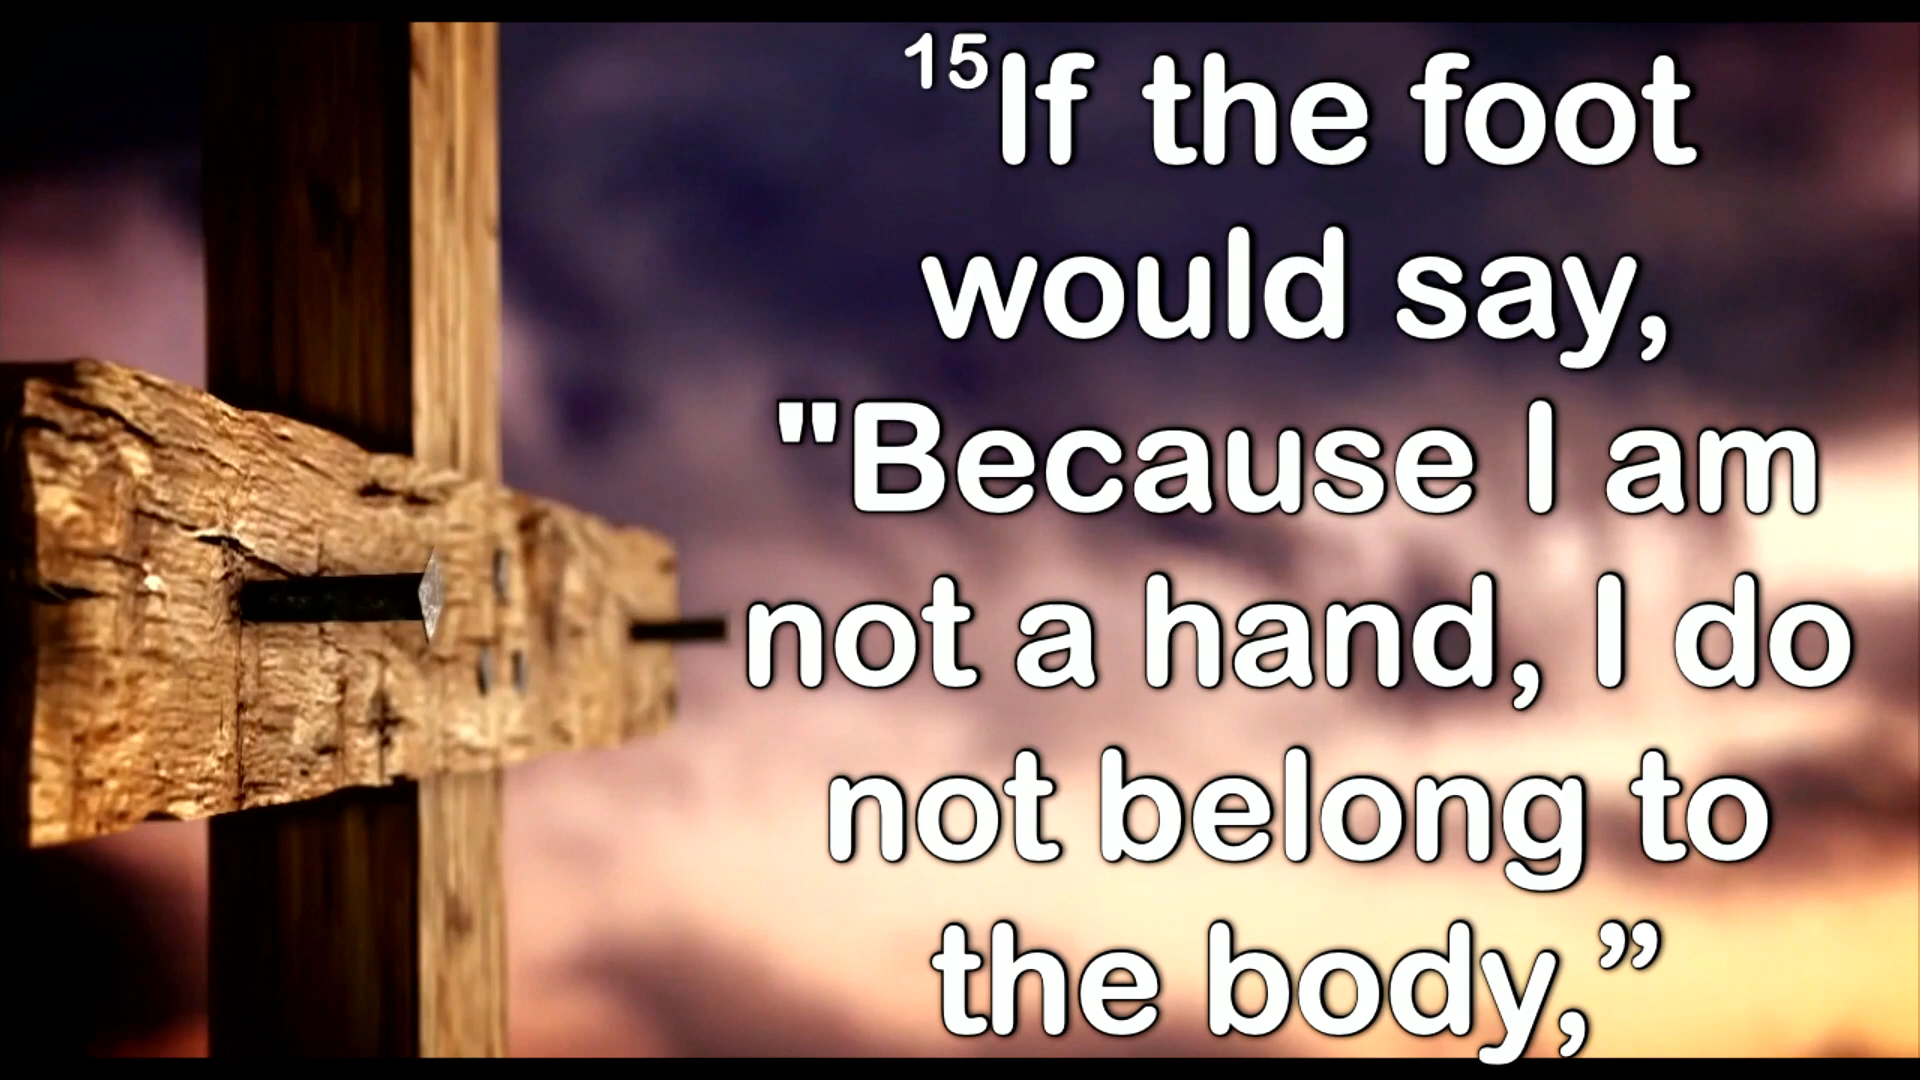 15If the foot
would say,
"Because I am
not a hand, I do
not belong to
the body,”